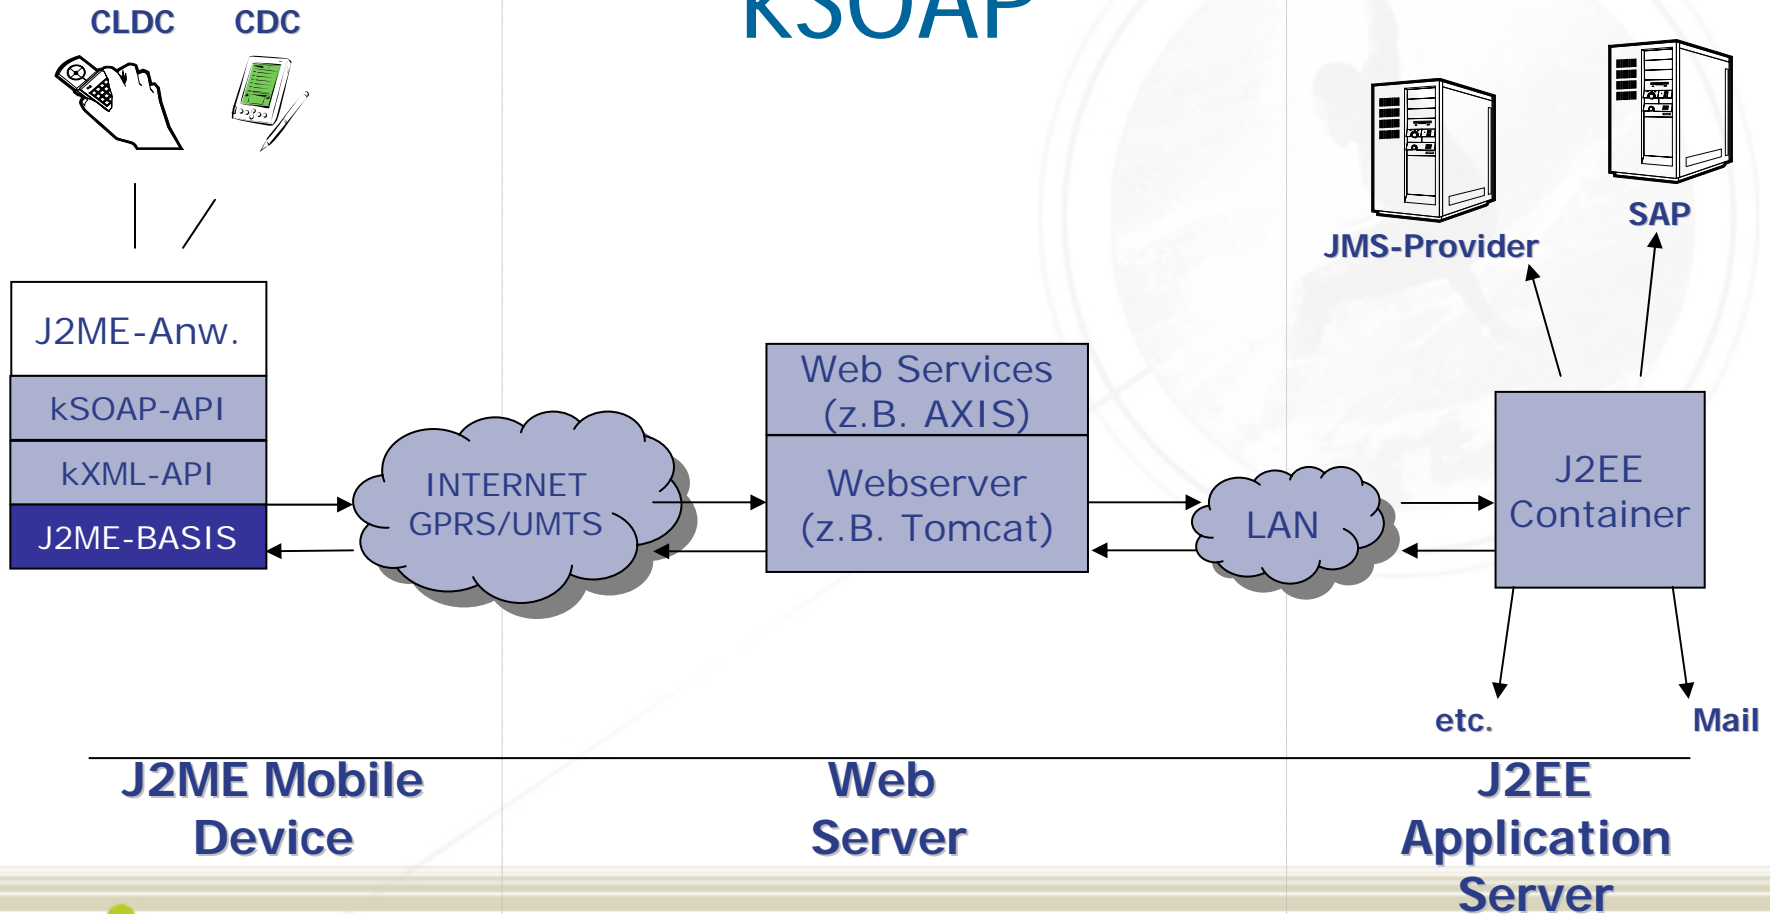 kSOAP
CLDC
CDC
JMS-Provider
SAP
J2ME-Anw.
kSOAP-API
kXML-API
J2ME-BASIS
INTERNET
GPRS/UMTS
Web Services
(z.B. AXIS)
Webserver
(z.B. Tomcat)
LAN
J2EE
Container
etc.
Mail
J2ME Mobile
Device
Web
Server
J2EE
Application
Server